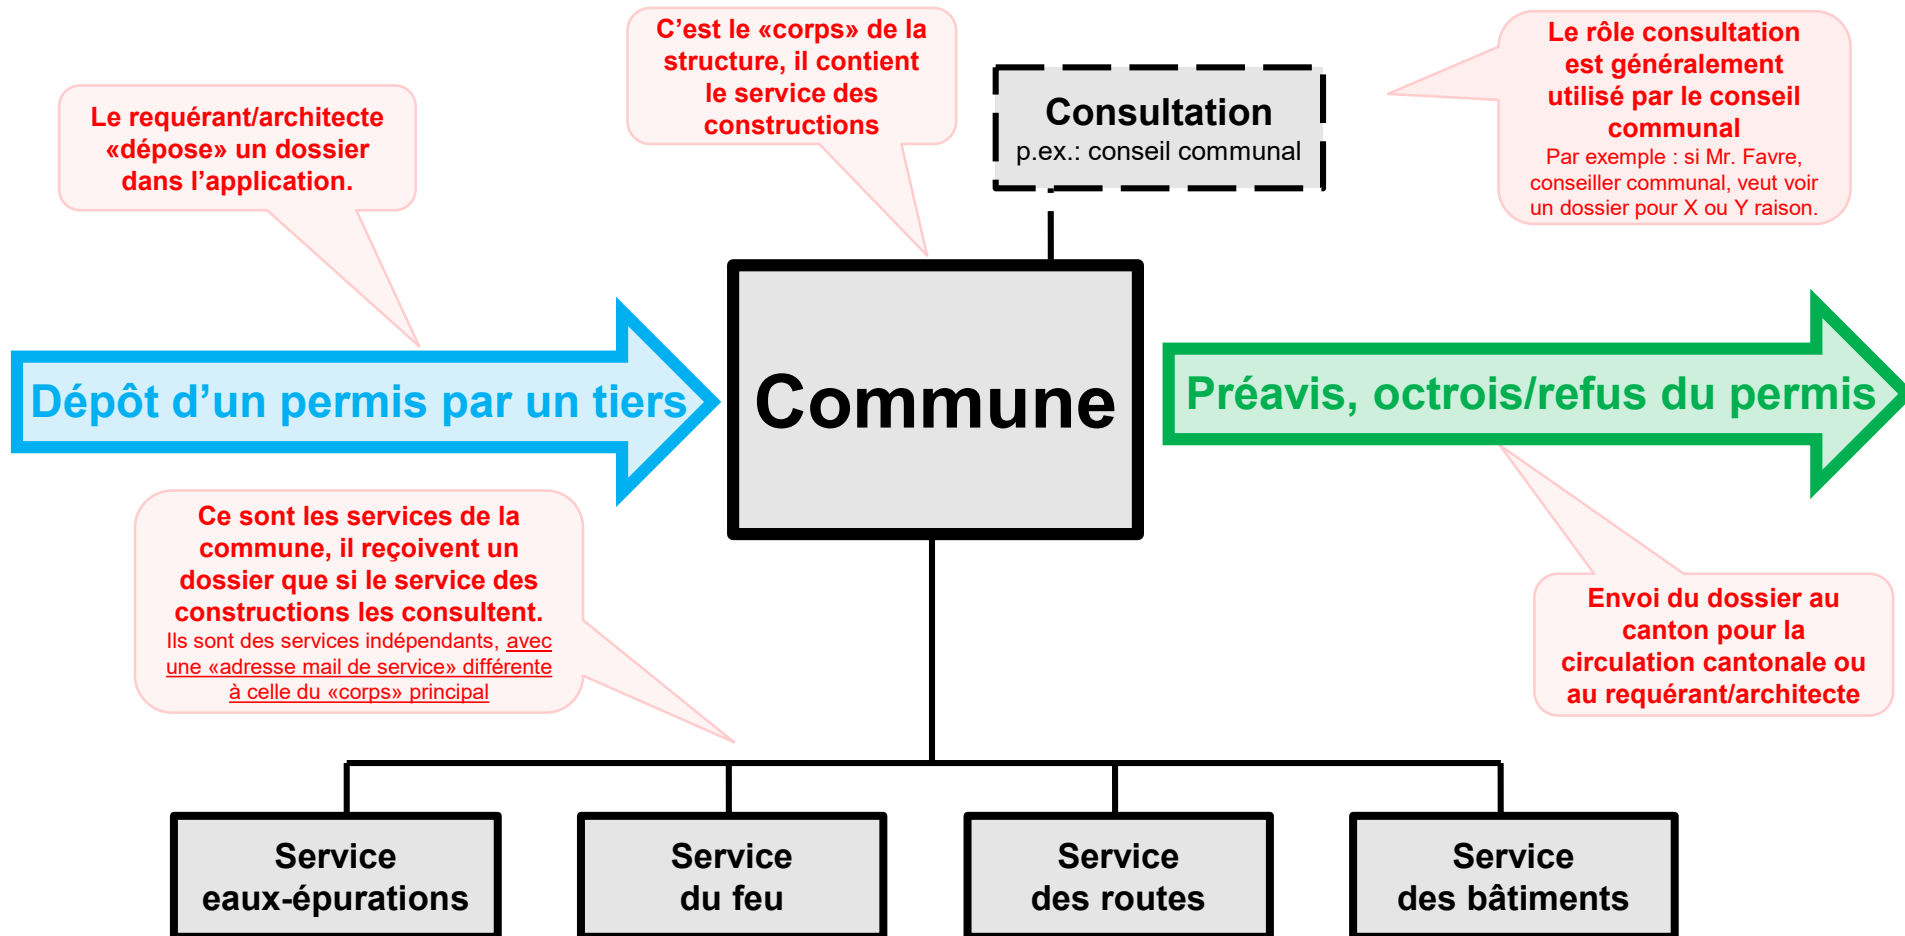 Le requérant/architecte
«dépose» un dossier
dans l’application.
C’est le «corps» de la
structure, il contient
le service des
constructions
Consultation
p.ex.: conseil communal
Le rôle consultation
est généralement
utilisé par le conseil
communal
Par exemple : si Mr. Favre,
conseiller communal, veut voir
un dossier pour X ou Y raison.
Dépôt d’un permis par un tiers
Commune
Préavis, octrois/refus du permis
Ce sont les services de la
commune, il reçoivent un
dossier que si le service des
constructions les consultent.
Ils sont des services indépendants, avec
une «adresse mail de service» différente
à celle du «corps» principal
Envoi du dossier au
canton pour la
circulation cantonale ou
au requérant/architecte
Service
eaux-épurations
Service
du feu
Service
des routes
Service
des bâtiments